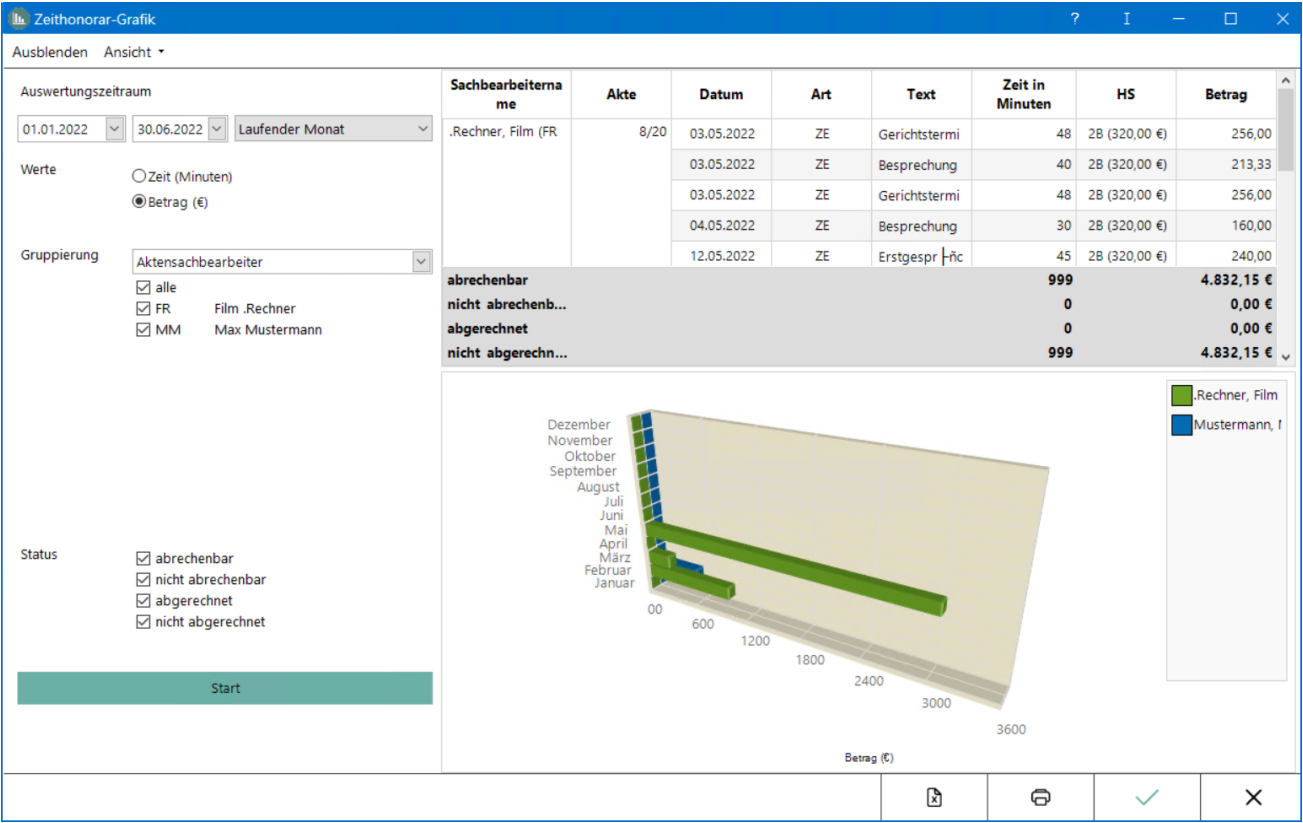 Zeithonorar-Grafik
Ausblenden Ansicht
Auswertungszeitraum
01.01.2022 30.06.2022 Laufender Monat
Werte
Zeit (Minuten)
Betrag (€)
Gruppierung
Aktensachbearbeiter
alle
FR Film .Rechner
MM Max Mustermann
Status
abrechenbar
nicht abrechenbar
abgerechnet
nicht abgerechnet
Start
Sachbearbeiterna
me
Akte Datum Art Text Zeit in
Minuten
HS Betrag
.Rechner, Film (FR 8/20 03.05.2022 ZE Gerichtstermi 48 2B (320,00 €) 256,00
03.05.2022 ZE Besprechung 40 2B (320,00 €) 213,33
03.05.2022 ZE Gerichtstermi 48 2B (320,00 €) 256,00
04.05.2022 ZE Besprechung 30 2B (320,00 €) 160,00
12.05.2022 ZE Erstgespr├ñc 45 2B (320,00 €) 240,00
abrechenbar 999 4.832,15 €
nicht abrechenb... 0 0,00 €
abgerechnet 0 0,00 €
nicht abgerechn... 999 4.832,15 €
.Rechner, Film
Mustermann,
Dezember
November
Oktober
September
August
Juli
Juni
Mai
April
März
Februar
Januar
00
600
1200
1800
2400
3000
3600
Betrag (€)